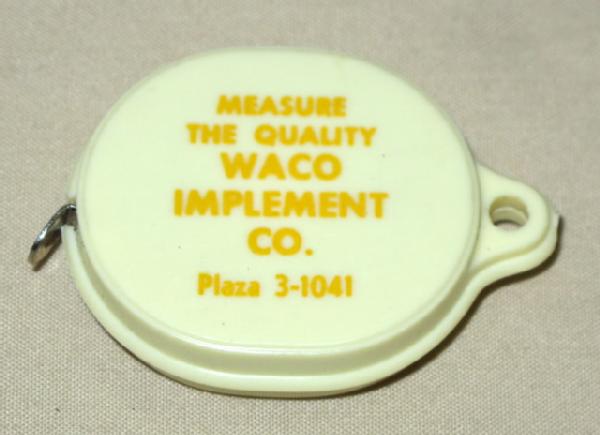 MEASURE
THE QUALITY
WACO
IMPLEMENT
CO.
Plaza 3-1041